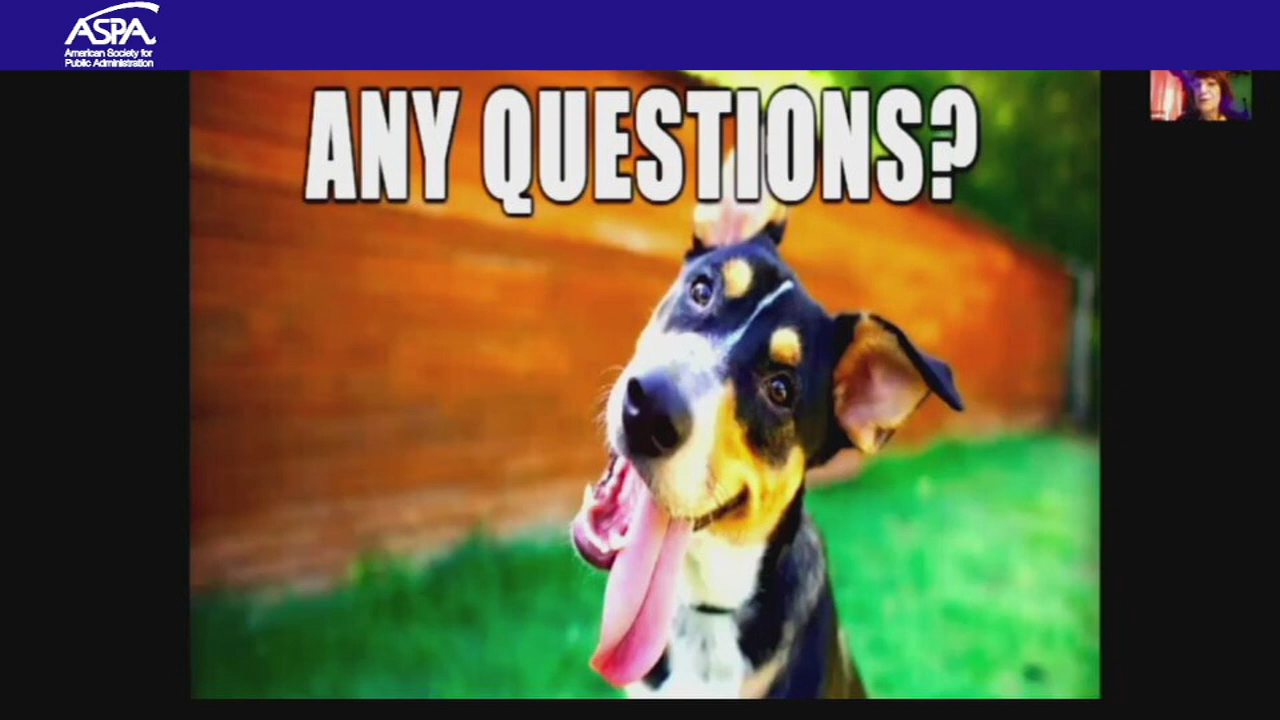 ASPA
American Society for
Public Administration
ANY QUESTIONS?